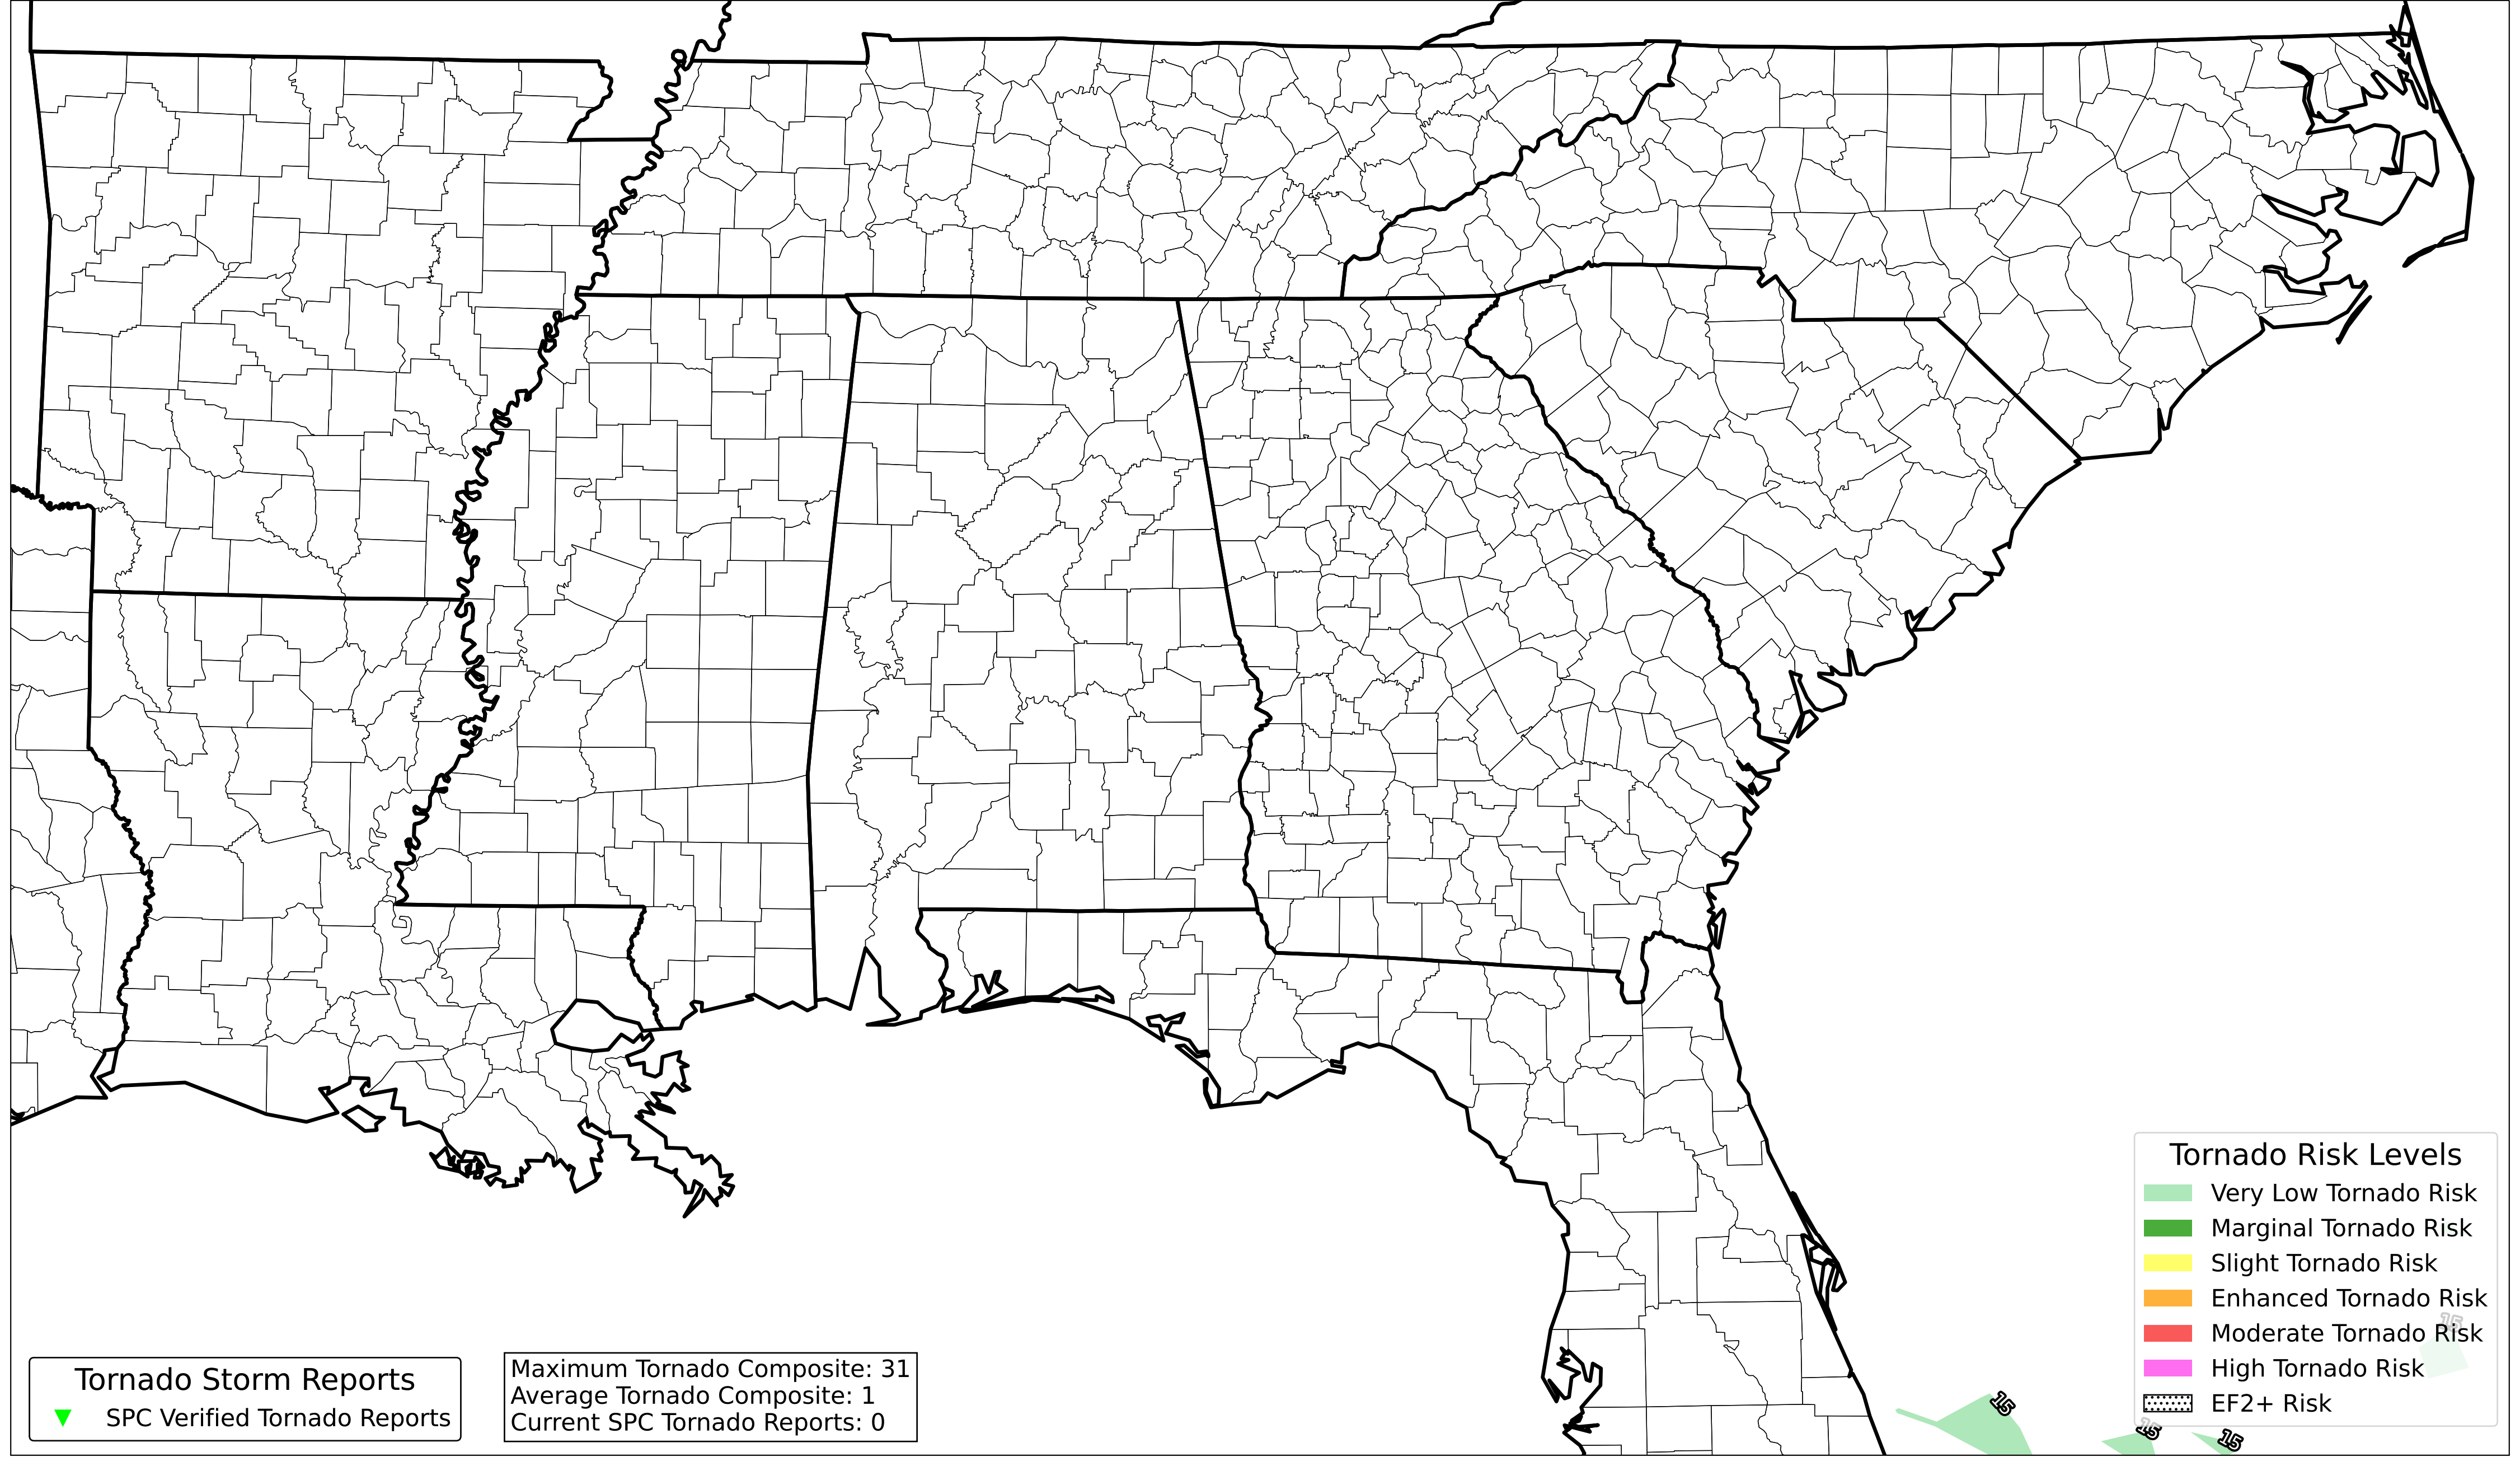 Tornado Risk Levels
Very Low Tornado Risk
Marginal Tornado Risk
Slight Tornado Risk
Enhanced Tornado Risk
15
Moderate Tornado Risk
High Tornado Risk
EF2+ Risk
Tornado Storm Reports
SPC Verified Tornado Reports
Maximum Tornado Composite: 31
Average Tornado Composite: 1
Current SPC Tornado Reports: 0
15
15
15